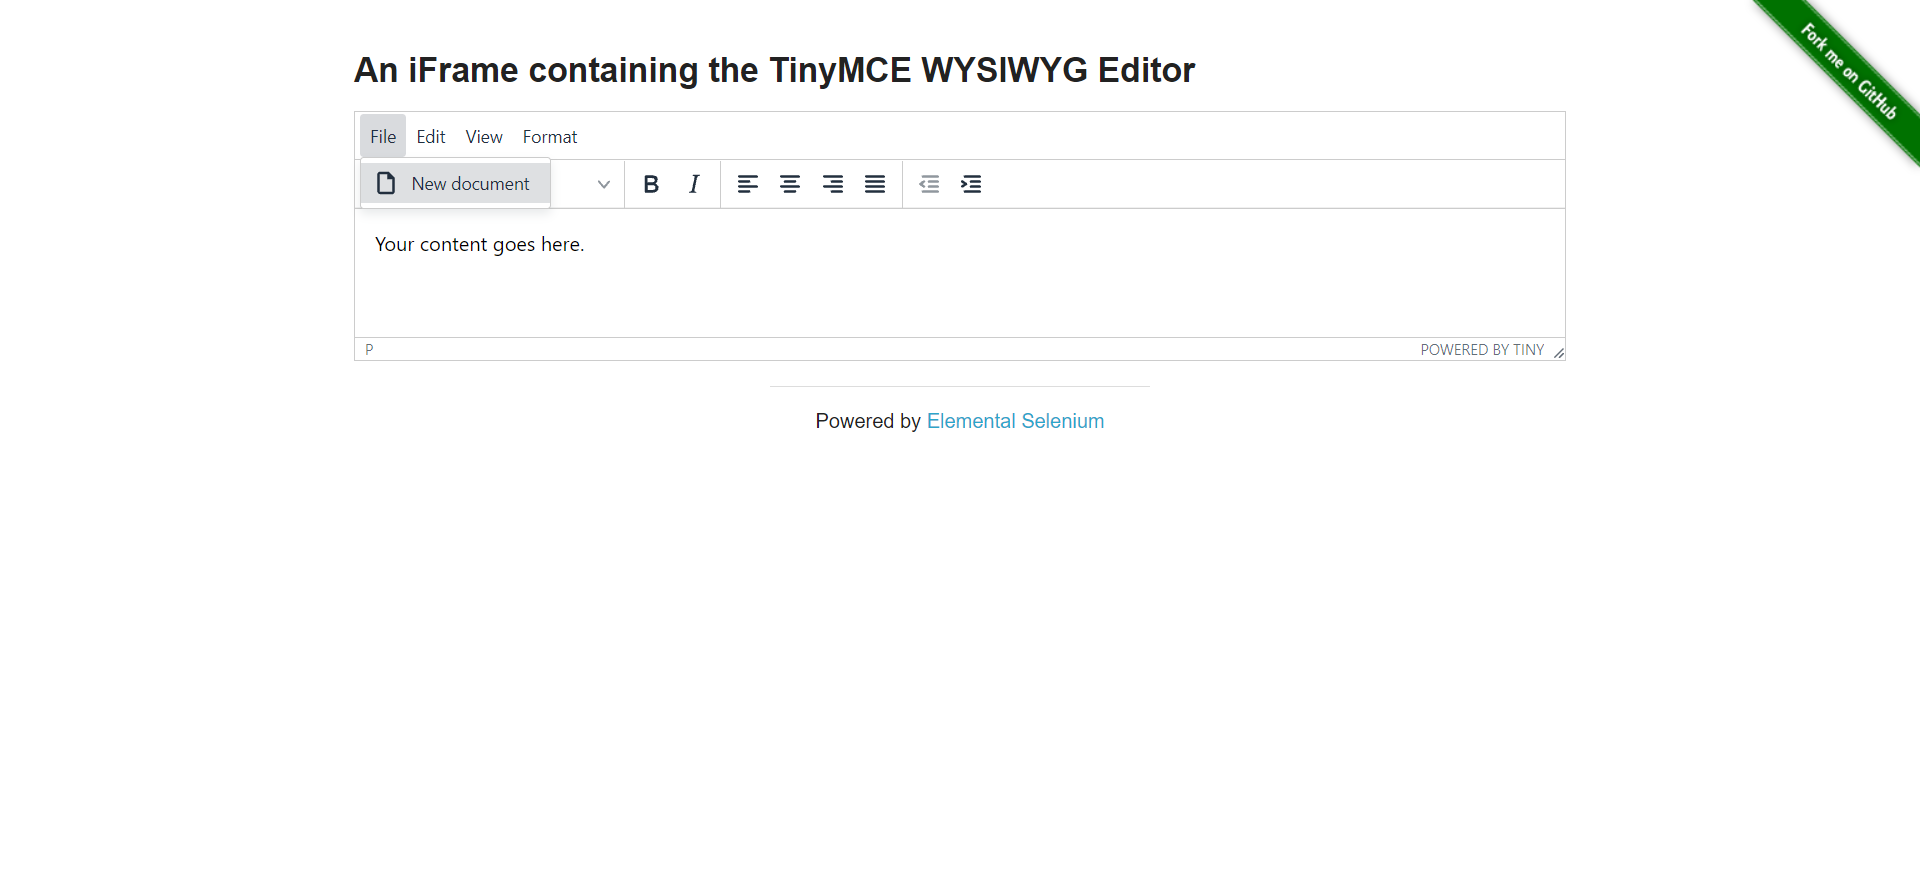 Fork me on GitHub
An iFrame containing the TinyMCE WYSIWYG Editor
File Edit View Format
New document
B I
Your content goes here.
P POWERED BY TINY
Powered by Elemental Selenium